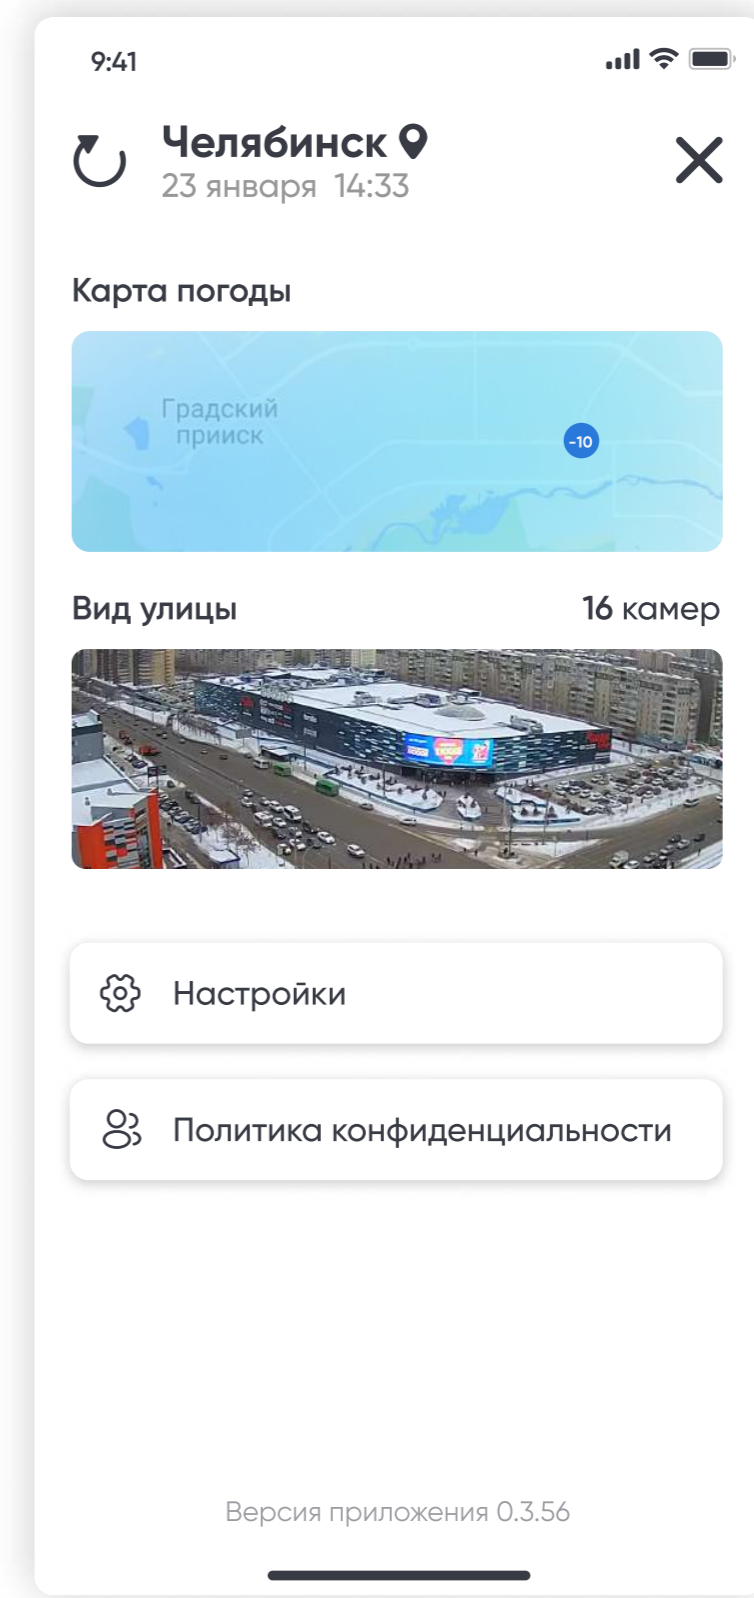 9:41
Челябинск
23 января 14:33
Карта погоды
Градский
прииск
-10
Вид улицы
16 камер
Настройки
Политика конфиденциальности
Версия приложения 0.3.56